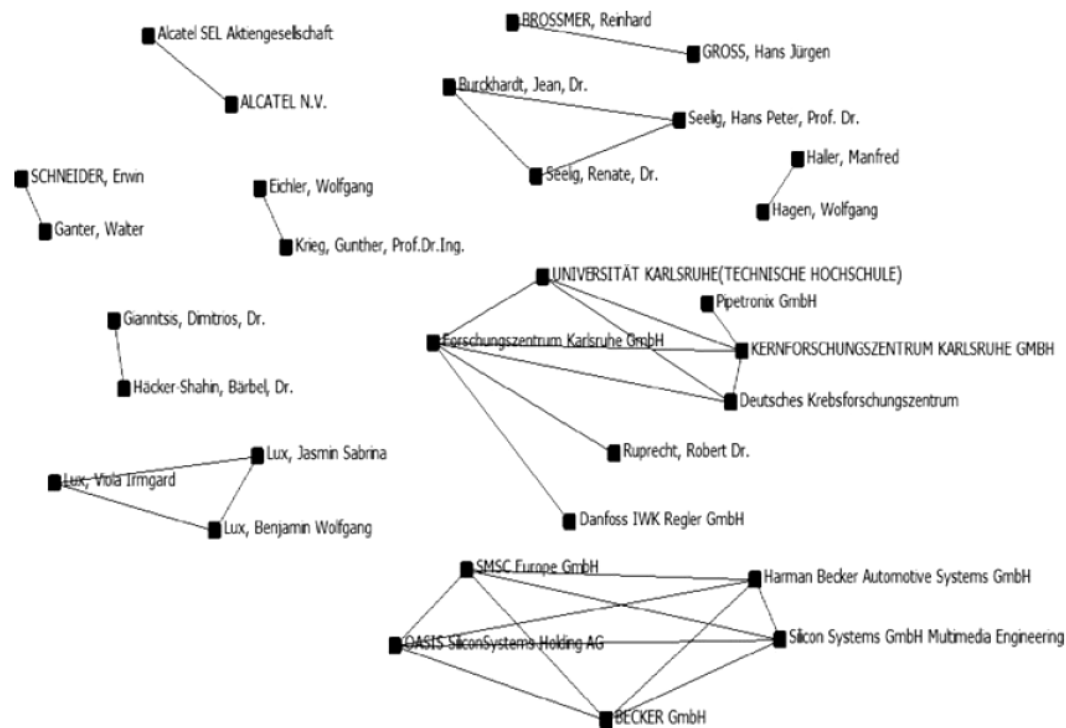 BROSSMER, Reinhard
Alcatel SEL Aktiengesellschaft
GROSS, Hans Jürgen
Burckhardt, Jean, Dr.
ALCATEL N.V.
Seelig, Hans Peter, Prof. Dr.
Haller, Manfred
SCHNEIDER, Erwin
Seelig, Renate, Dr.
Eichler, Wolfgang
Hagen, Wolfgang
Ganter, Walter
Krieg, Gunther, Prof.Dr.Ing.
UNIVERSITÄT KARLSRUHE(TECHNISCHE HOCHSCHULE)
Pipetronix GmbH
Giannitsis, Dimitrios, Dr.
Forschungszentrum Karlsruhe GmbH
KERNFORSCHUNGSZENTRUM KARLSRUHE GMBH
Häcker-Shahin, Bärbel, Dr.
Deutsches Krebsforschungszentrum
Ruprecht, Robert Dr.
Lux, Jasmin Sabrina
Lux, Viola Irmgard
Danfoss IWK Regler GmbH
Lux, Benjamin Wolfgang
SMSC Europe GmbH
Harman Becker Automotive Systems GmbH
Silicon Systems GmbH Multimeda Engineering
OASIS SiliconSystems Holding AG
BECKER GmbH